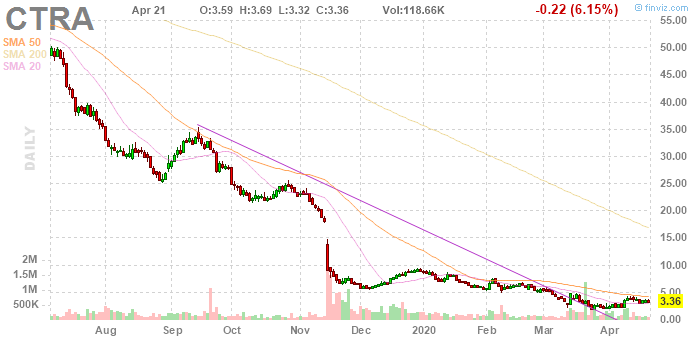 CTRA
Apr 21 O:3.59 H:3.69 L:3.32 C:3.36 Vol:118.66K -0.22 (6.15%)
© finviz.com
SMA 50
SMA 200
SMA 20
DAILY
55.00
50.00
45.00
40.00
35.00
30.00
25.00
20.00
15.00
10.00
5.00
3.36
0.00
2M
1.5M
1M
500K
Aug Sep Oct Nov Dec 2020 Feb Mar Apr